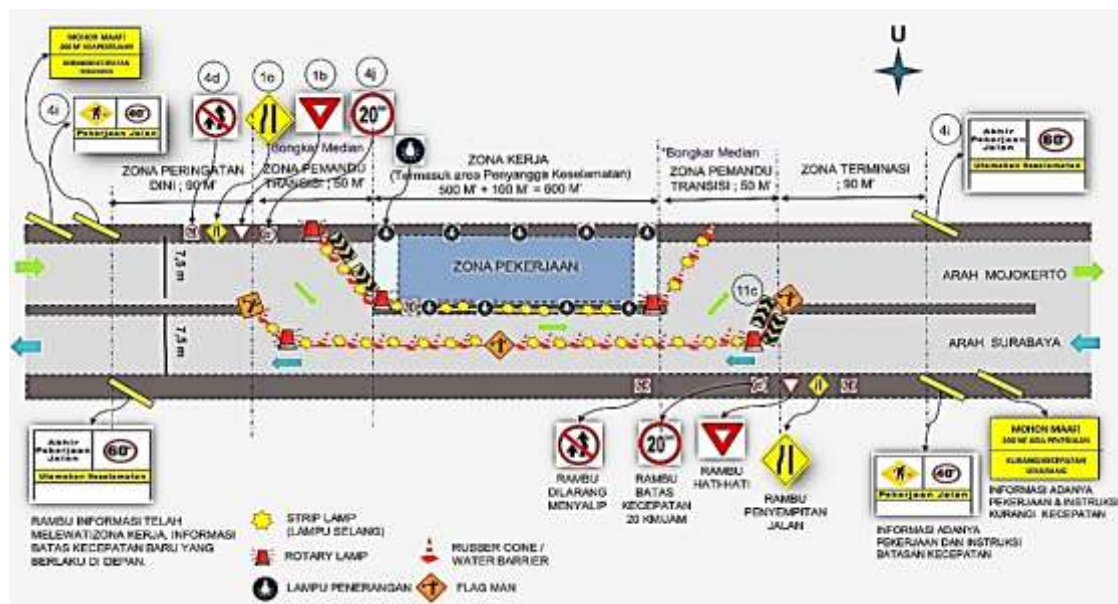 MOHON MAAF!
4i
40
Pekerjaan Jalan
4d
1o
1b
4j
20
U
*Bongkar Median
ZONA PERINGATAN
DINI ; 90 M'
ZONA PEMANDU
TRANSISI ; 50 M'
ZONA KERJA
(Termasuk area Penyangga Keselamatan)
500 M' + 100 M' = 600 M'
*Bongkar Median
ZONA PEMANDU
TRANSISI ; 50 M'
ZONA TERMINASI
; 90 M'
4i
Akhir
Pekerjaan
Jalan
60
Utamakan Keselamatan
7,5 m
ZONA PEKERJAAN
ARAH MOJOKERTO
11c
7,5 m
ARAH SURABAYA
Akhir
Pekerjaan
Jalan
60
Utamakan Keselamatan
RAMBU INFORMASI TELAH
MELEWATI ZONA KERJA, INFORMASI
BATAS KECEPATAN BARU YANG
BERLAKU DI DEPAN.
STRIP LAMP
(LAMPU SELANG)
ROTARY LAMP
LAMPU PENERANGAN
RUBBER CONE /
WATER BARRIER
FLAG MAN
RAMBU
DILARANG
MENYALIP
20
RAMBU
BATAS
KECEPATAN
20 KM/JAM
RAMBU
HATI-HATI
RAMBU
PENYEMPITAN
JALAN
40
Pekerjaan Jalan
INFORMASI ADANYA
PEKERJAAN DAN INSTRUKSI
BATASAN KECEPATAN
MOHON MAAF!
KURANGI KECEPATAN
SEKARANG
INFORMASI ADANYA
PEKERJAAN & INSTRUKSI
KURANGI KECEPATAN.